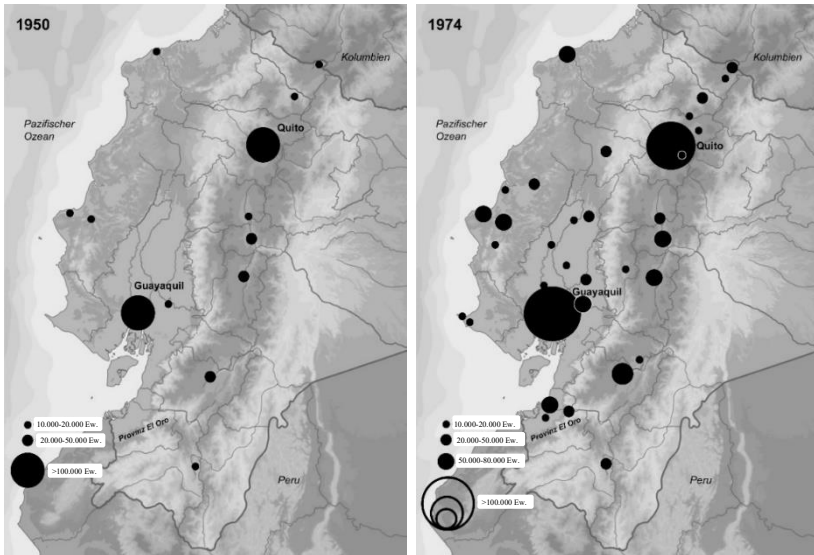 1950
Kolumbien
Pazifischer
Ozean
Quito
Guayaquil
Provinz El Oro
10.000-20.000 Ew.
20.000-50.000 Ew.
>100.000 Ew.
Peru
1974
Kolumbien
Pazifischer
Ozean
Quito
Guayaquil
Provinz El Oro
10.000-20.000 Ew.
20.000-50.000 Ew.
50.000-80.000 Ew.
>100.000 Ew.
Peru